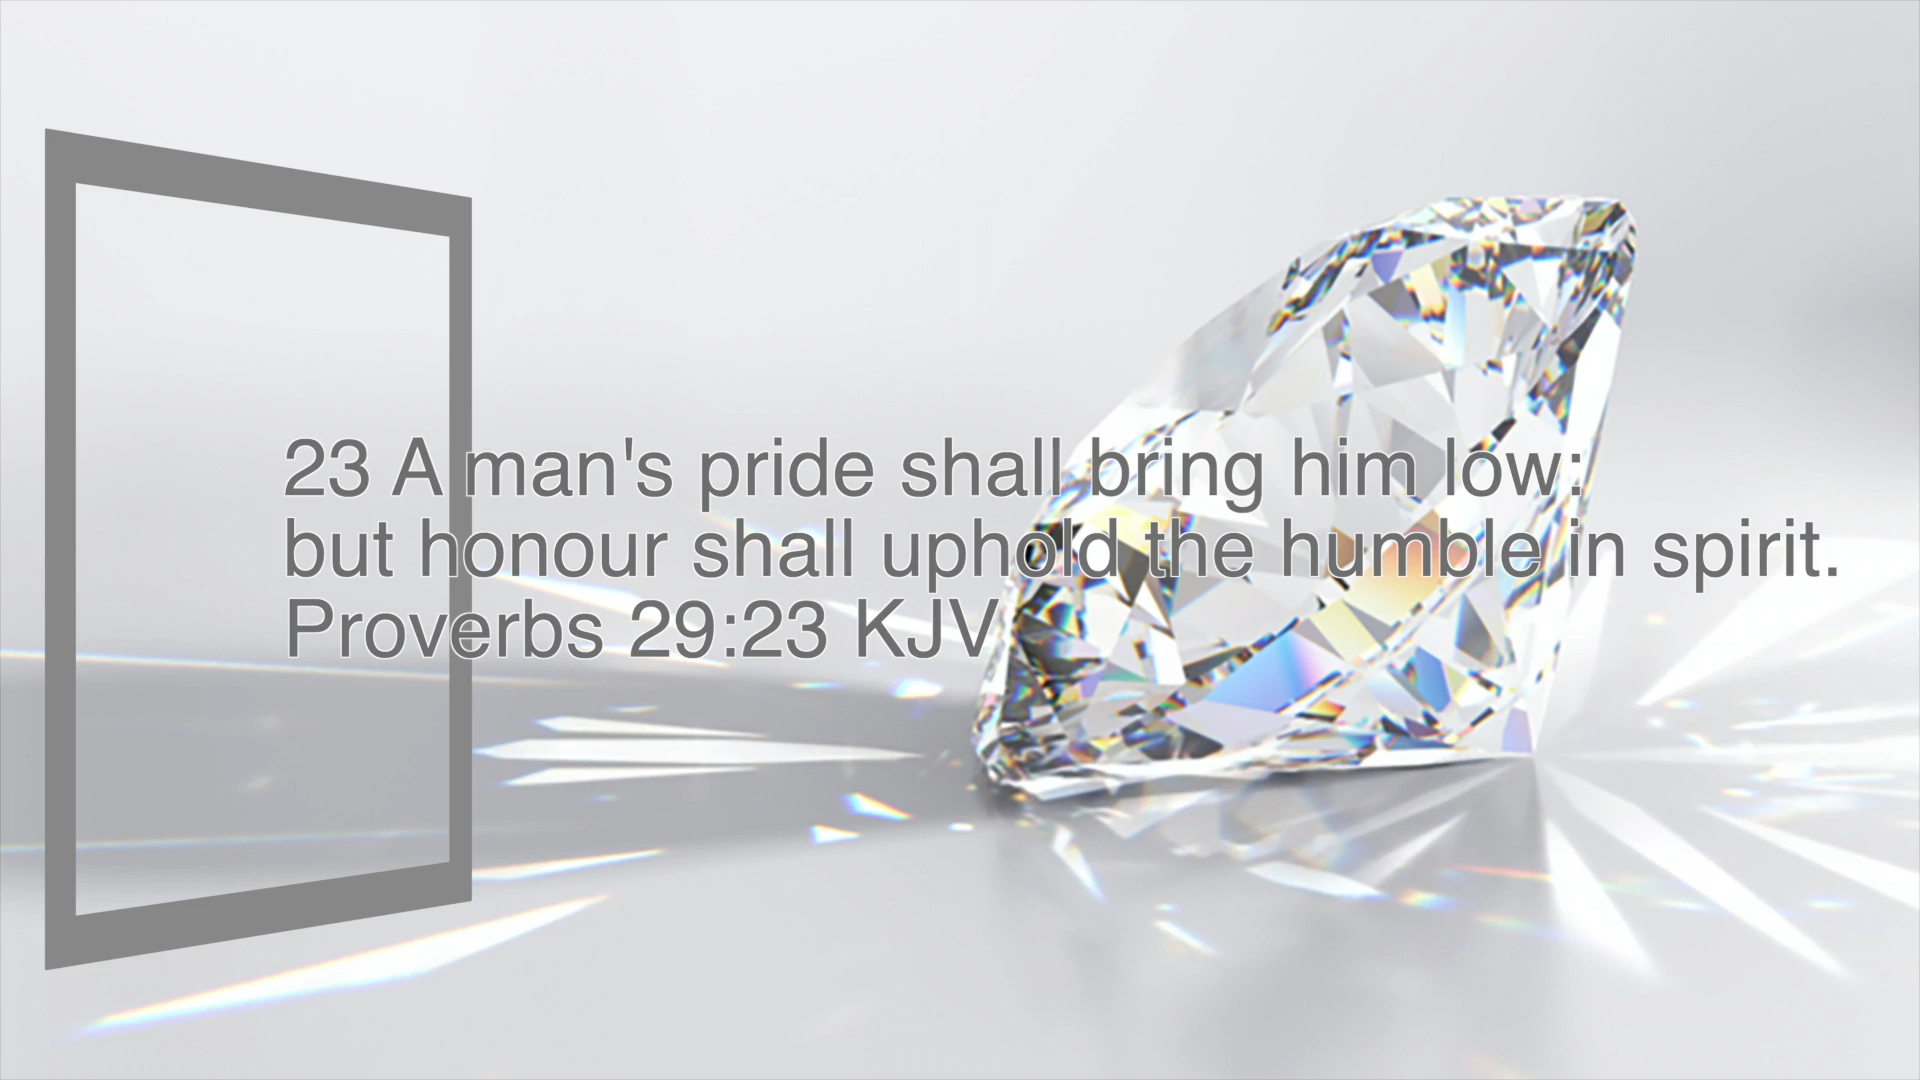 23 A man's pride shall bring him low:
but honour shall uphold the humble in spirit.
Proverbs 29:23 KJV